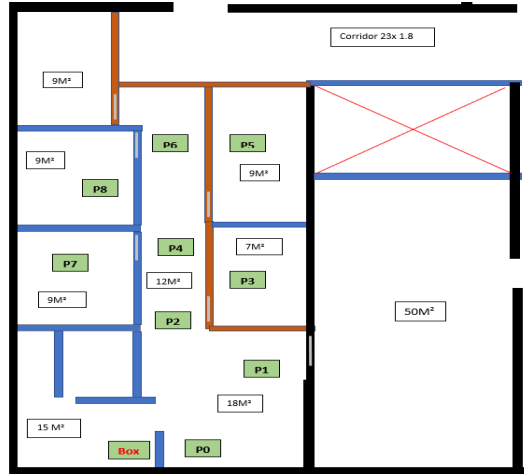 Corridor 23x 1.8
9M²
P6
P5
9M²
9M²
P8
P4
7M²
P7
12M²
P3
9M²
P2
50M²
P1
18M²
15 M²
Box
P0